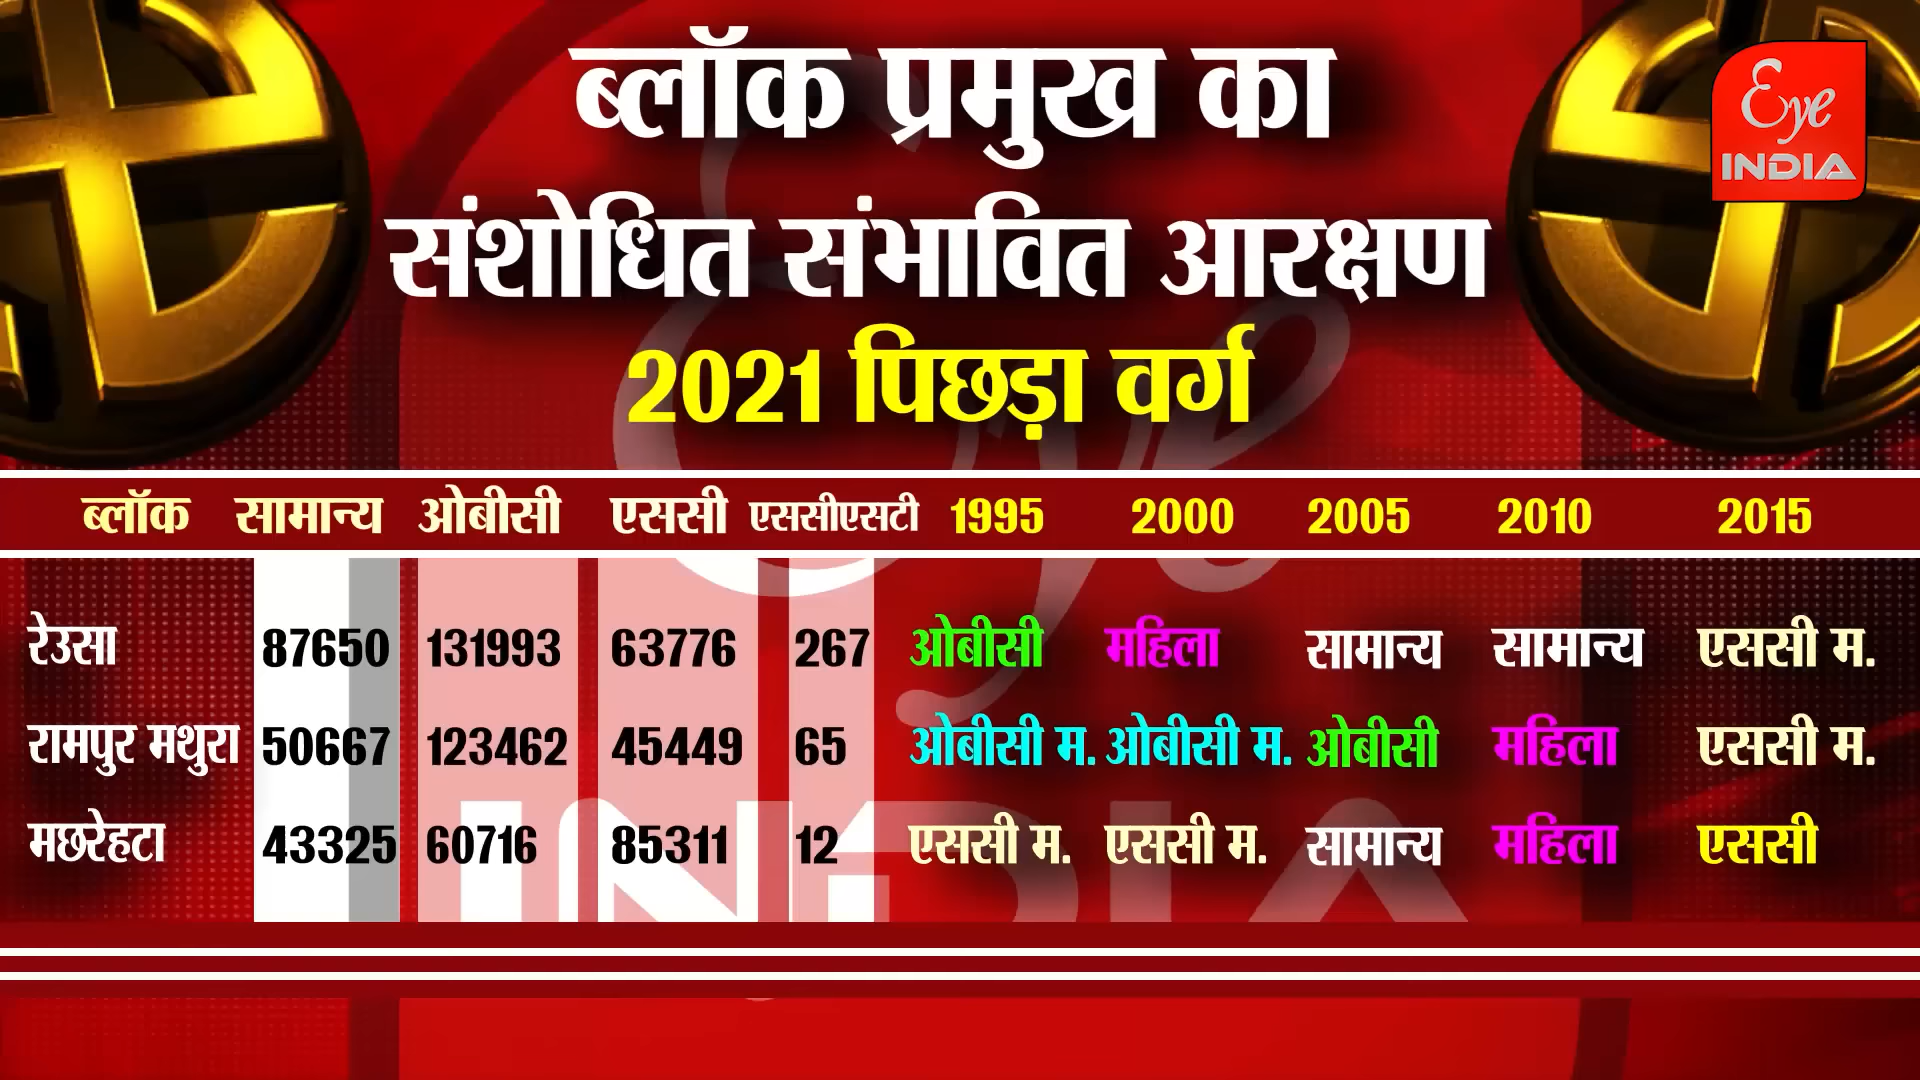 ब्लॉक प्रमुख का
Eye
INDIA
संशोधित संभावित आरक्षण
2021 पिछड़ा वर्ग
ब्लॉक सामान्य ओबीसी एससी एससीएसटी 1995 2000 2005 2010 2015
रेउसा 87650 131993 63776 267 ओबीसी महिला सामान्य सामान्य एससी म.
रामपुर मथुरा 50667 123462 45449 65 ओबीसी म. ओबीसी म. ओबीसी महिला एससी म.
मछरेहटा 43325 60716 85311 12 एससी म. एससी म. सामान्य महिला एससी
Eye
INDIA